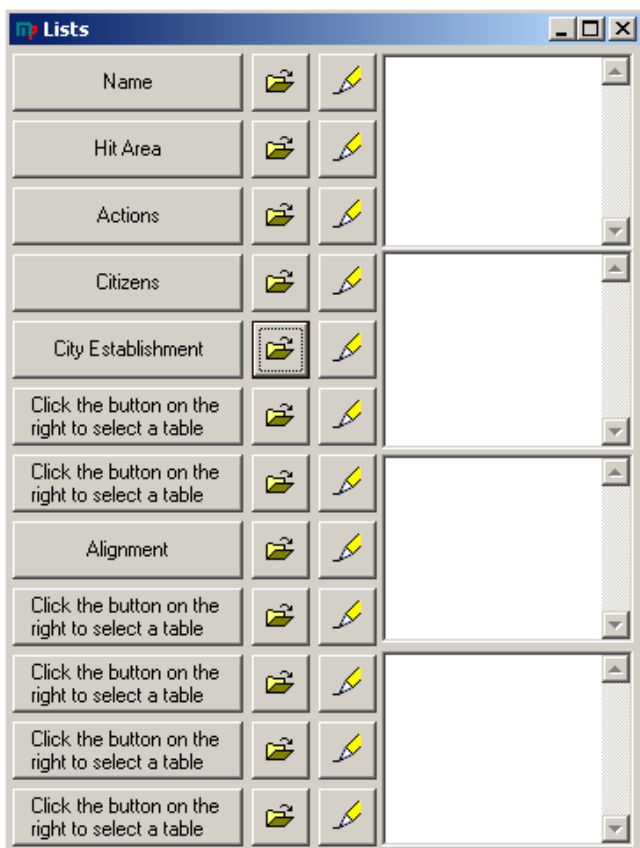 Lists
Name
Hit Area
Actions
Citizens
City Establishment
Click the button on the
right to select a table
Click the button on the
right to select a table
Alignment
Click the button on the
right to select a table
Click the button on the
right to select a table
Click the button on the
right to select a table
Click the button on the
right to select a table